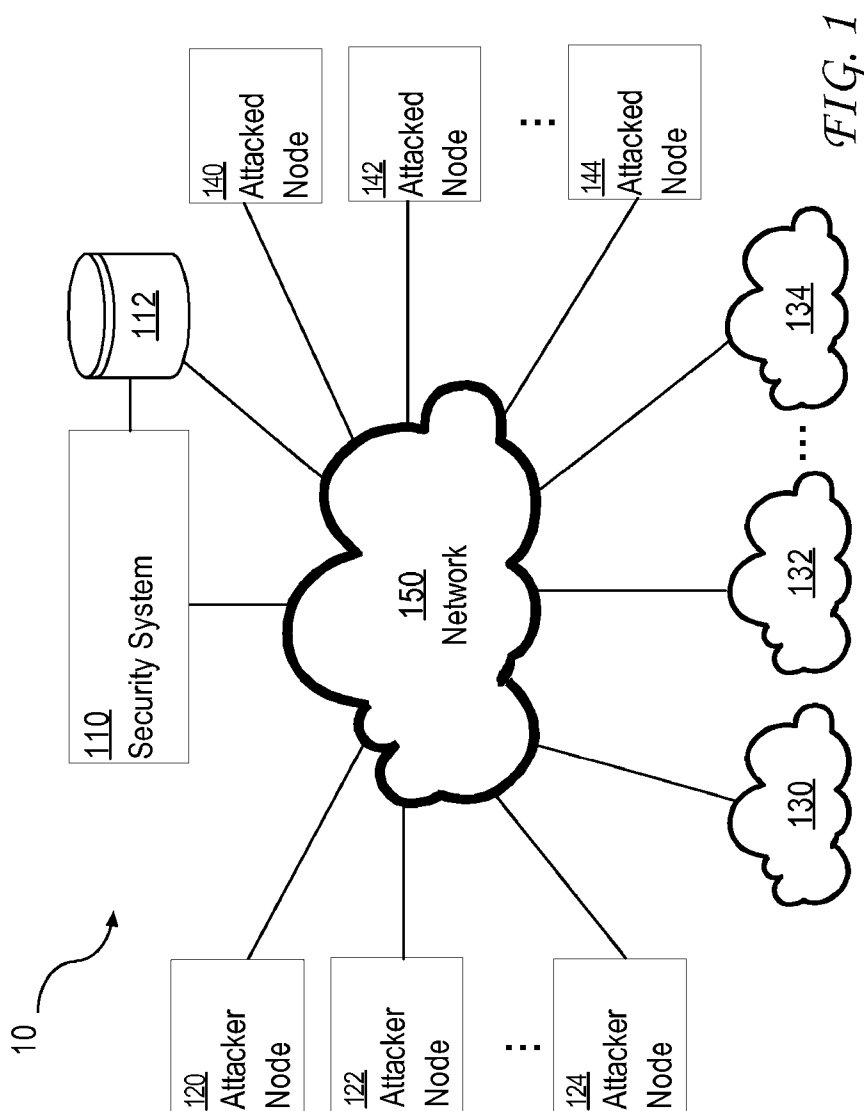 10
110
Security System
112
120
Attacker
Node
122
Attacker
Node
...
124
Attacker
Node
150
Network
140
Attacked
Node
142
Attacked
Node
...
144
Attacked
Node
130
132
....
134
FIG. 1